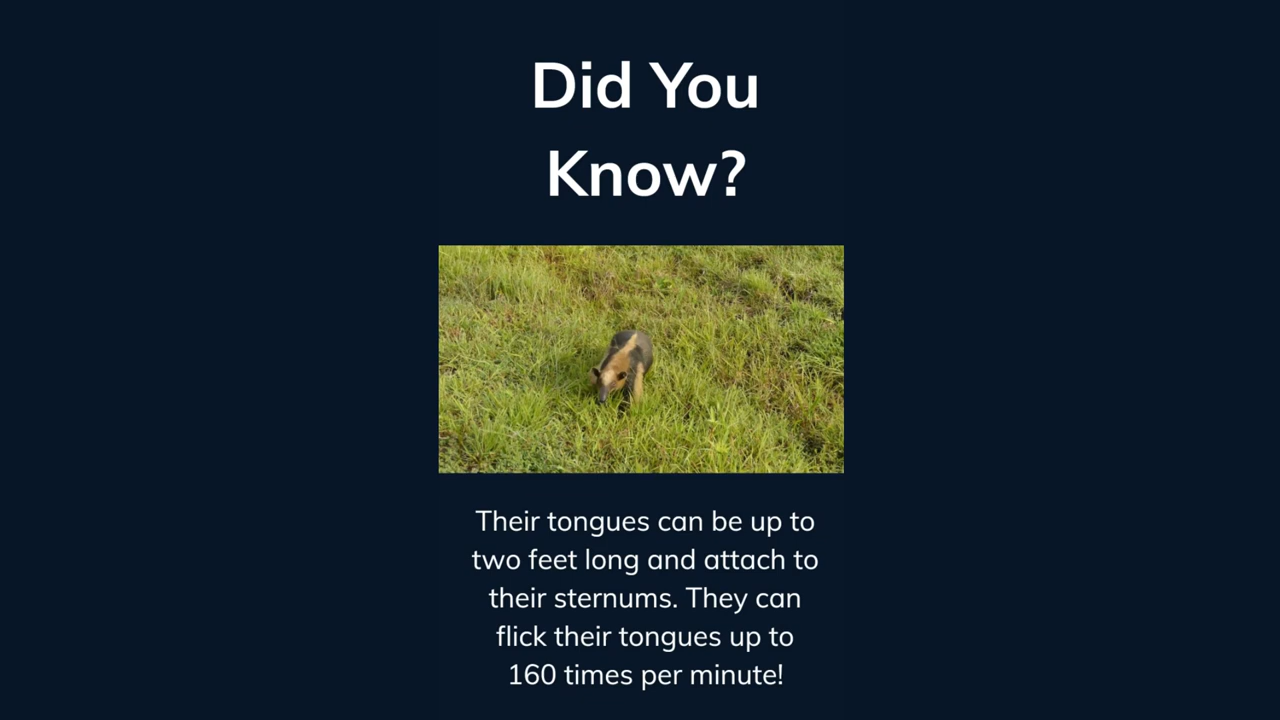 Did You
Know?
Their tongues can be up to
two feet long and attach to
their sternums. They can
flick their tongues up to
160 times per minute!